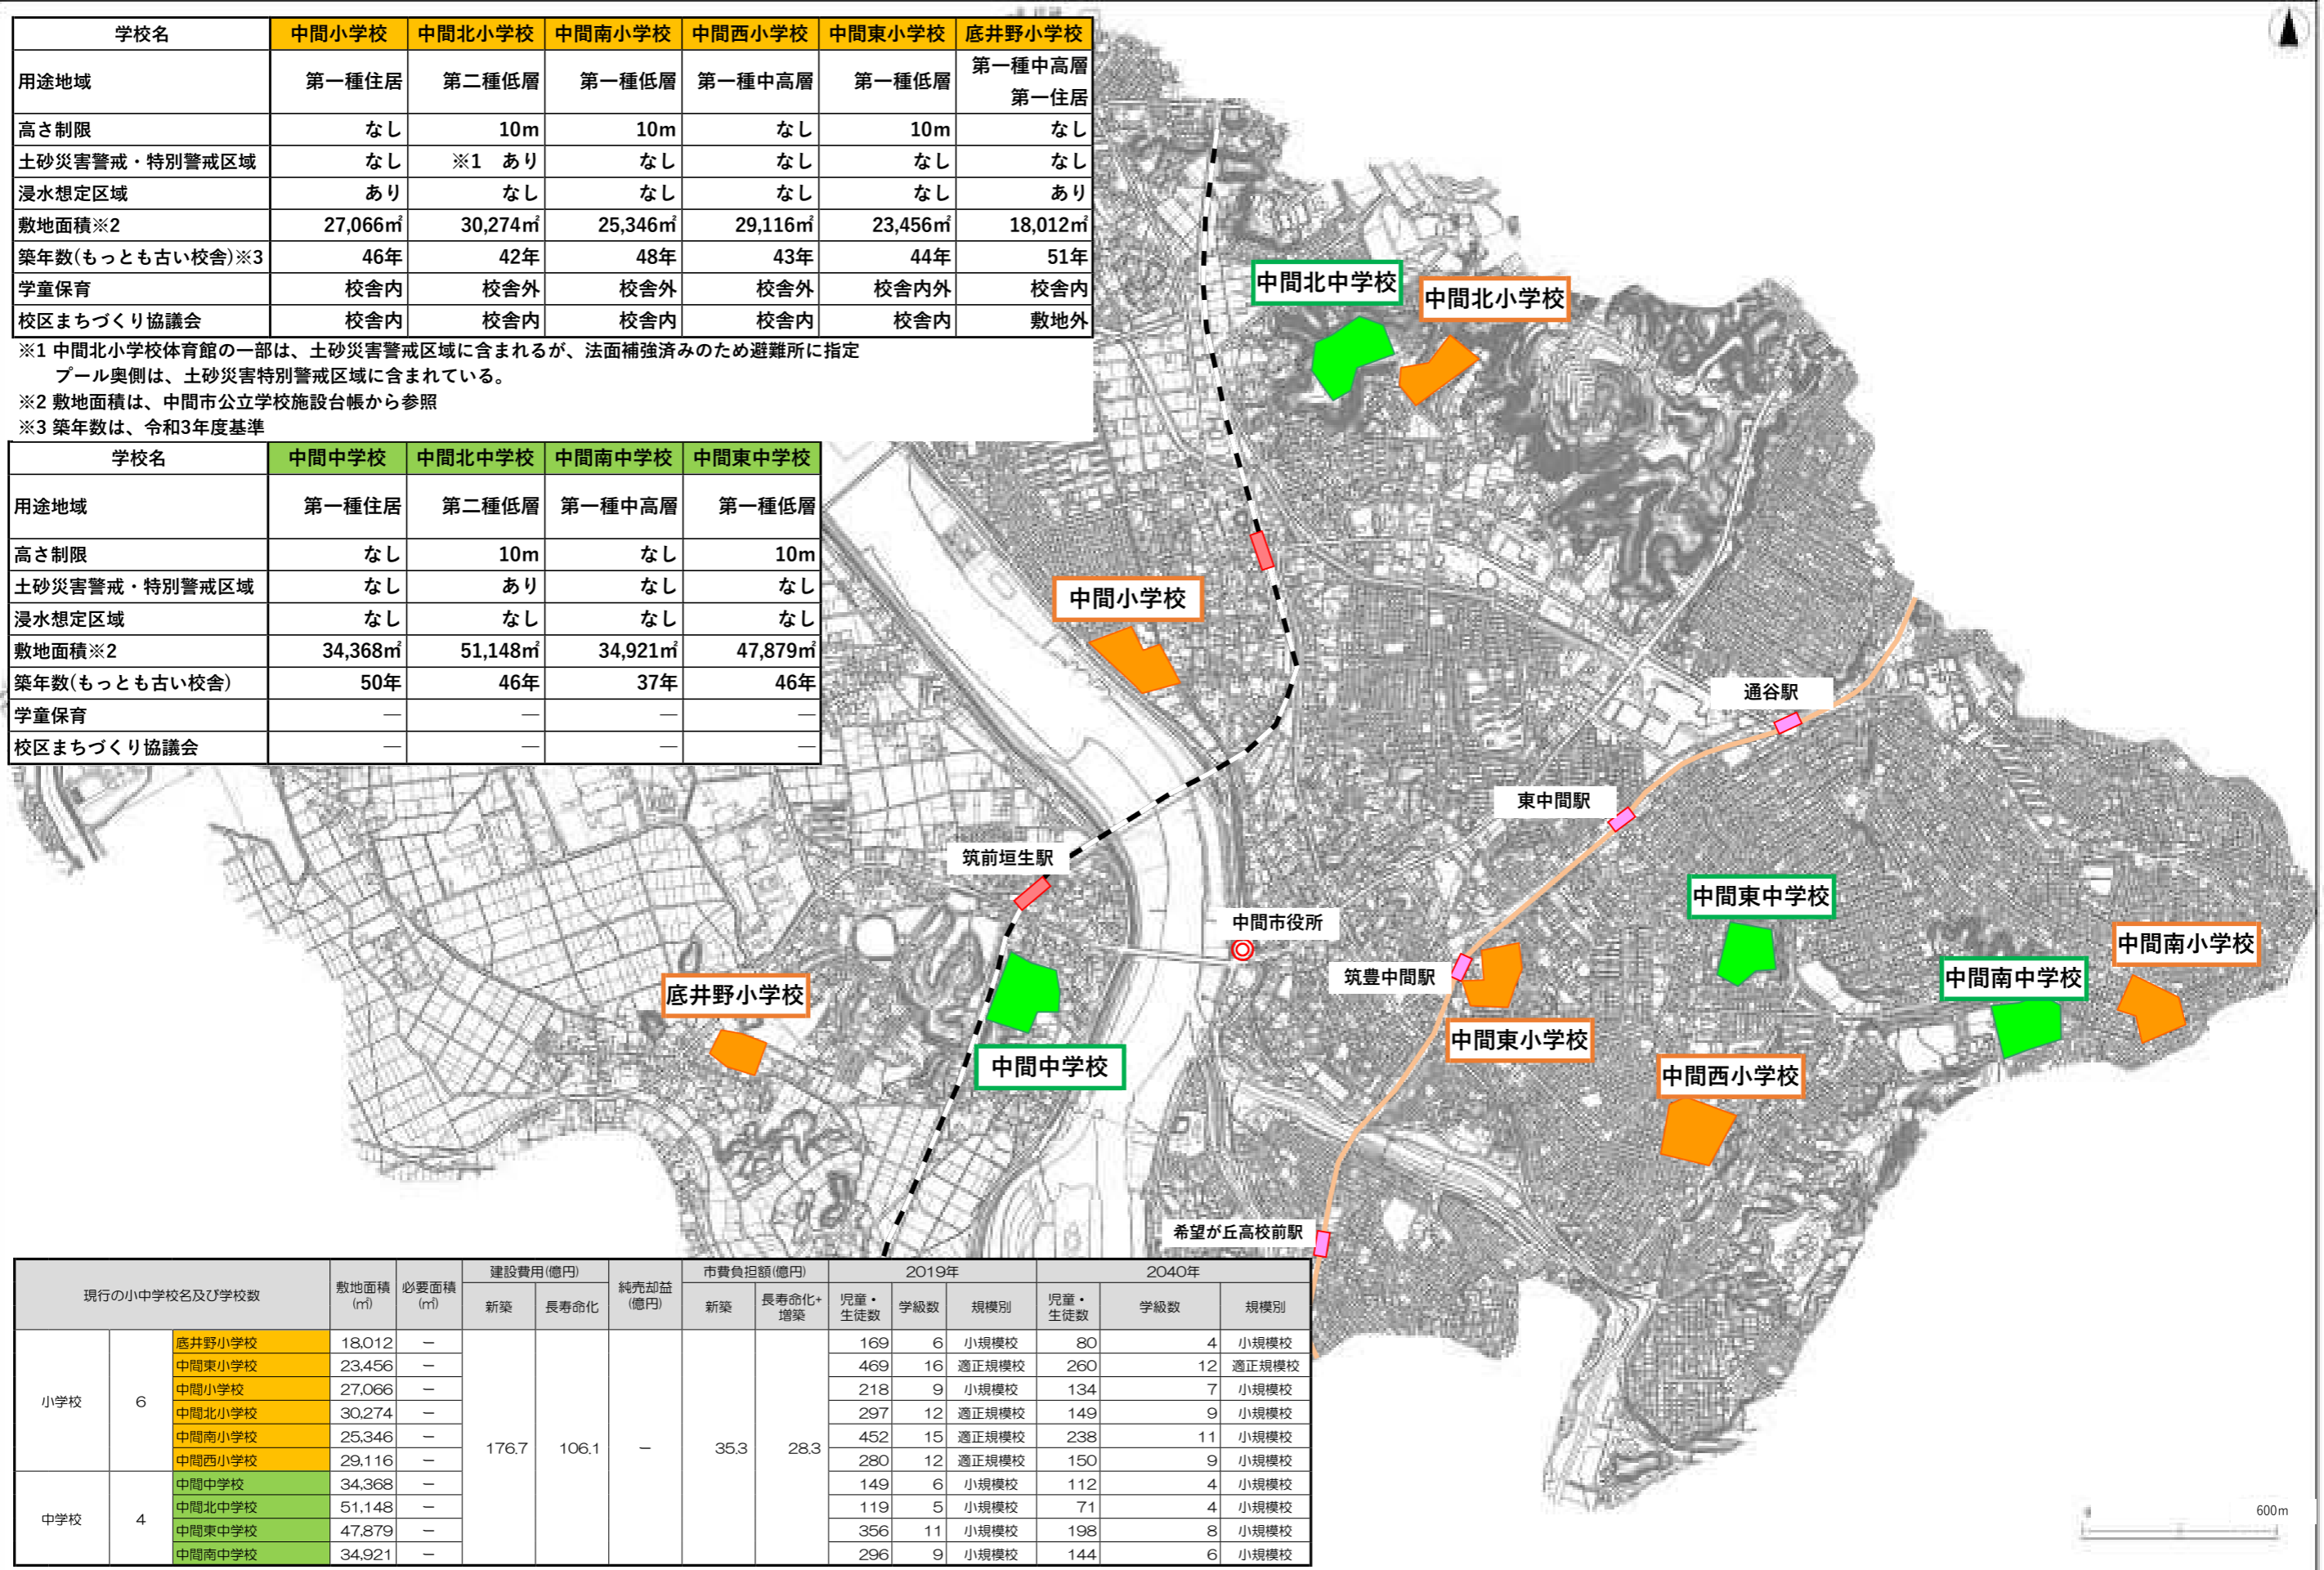 学校名 中間小学校 中間北小学校 中間南小学校 中間西小学校 中間東小学校 底井野小学校
用途地域 第一種住居 第二種低層 第一種低層 第一種中高層 第一種低層 第一種中高層 第一住居
高さ制限 なし 10m 10m なし 10m なし
土砂災害警戒・特別警戒区域 なし ※1 あり なし なし なし なし
浸水想定区域 あり なし なし なし なし あり
敷地面積※2 27,066㎡ 30,274㎡ 25,346㎡ 29,116㎡ 23,456㎡ 18,012㎡
築年数(もっとも古い校舎)※3 46年 42年 48年 43年 44年 51年
学童保育 校舎内 校舎外 校舎外 校舎外 校舎内外 校舎内
校区まちづくり協議会 校舎内 校舎内 校舎内 校舎内 校舎内 敷地外
※1 中間北小学校体育館の一部は、土砂災害警戒区域に含まれるが、法面補強済みのため避難所に指定
プール奥側は、土砂災害特別警戒区域に含まれている。
※2 敷地面積は、中間市公立学校施設台帳から参照
※3 築年数は、令和3年度基準
学校名 中間中学校 中間北中学校 中間南中学校 中間東中学校
用途地域 第一種住居 第二種低層 第一種中高層 第一種低層
高さ制限 なし 10m なし 10m
土砂災害警戒・特別警戒区域 なし あり なし なし
浸水想定区域 なし なし なし なし
敷地面積※2 34,368㎡ 51,148㎡ 34,921㎡ 47,879㎡
築年数(もっとも古い校舎) 50年 46年 37年 46年
学童保育 — — — —
校区まちづくり協議会 — — — —
中間北中学校
中間北小学校
中間小学校
通谷駅
東中間駅
筑前垣生駅
中間東中学校
中間市役所
中間南小学校
筑豊中間駅
中間南中学校
底井野小学校
中間東小学校
中間中学校
中間西小学校
希望が丘高校前駅
600m
現行の小中学校名及び学校数 敷地面積(㎡) 必要面積(㎡) 建設費用(億円) 純売却益(億円) 市費負担額(億円) 2019年 2040年
新築 長寿命化 新築 長寿命化+増築 児童・生徒数 学級数 規模別 児童・生徒数 学級数 規模別
小学校 6 底井野小学校 18,012 − 169 6 小規模校 80 4 小規模校
中間東小学校 23,456 − 469 16 適正規模校 260 12 適正規模校
中間小学校 27,066 − 218 9 小規模校 134 7 小規模校
中間北小学校 30,274 − 297 12 適正規模校 149 9 小規模校
中間南小学校 25,346 − 452 15 適正規模校 238 11 小規模校
176.7 106.1 − 35.3 28.3
中間西小学校 29,116 − 280 12 適正規模校 150 9 小規模校
中学校 4 中間中学校 34,368 − 149 6 小規模校 112 4 小規模校
中間北中学校 51,148 − 119 5 小規模校 71 4 小規模校
中間東中学校 47,879 − 356 11 小規模校 198 8 小規模校
中間南中学校 34,921 − 296 9 小規模校 144 6 小規模校